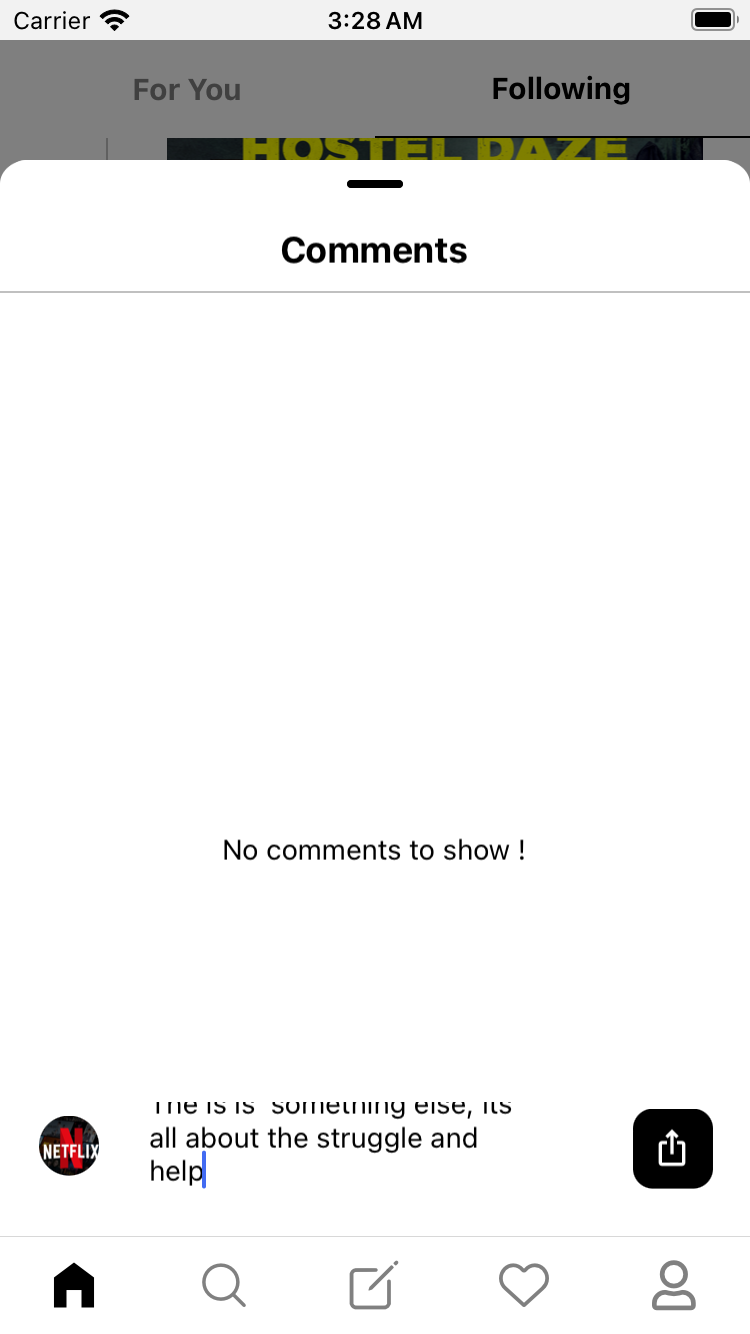 Carrier 3:28 AM
For You Following
HOSTEL DAZE
Comments
No comments to show !
The is is  something else, its
all about the struggle and
help
NETFLIX